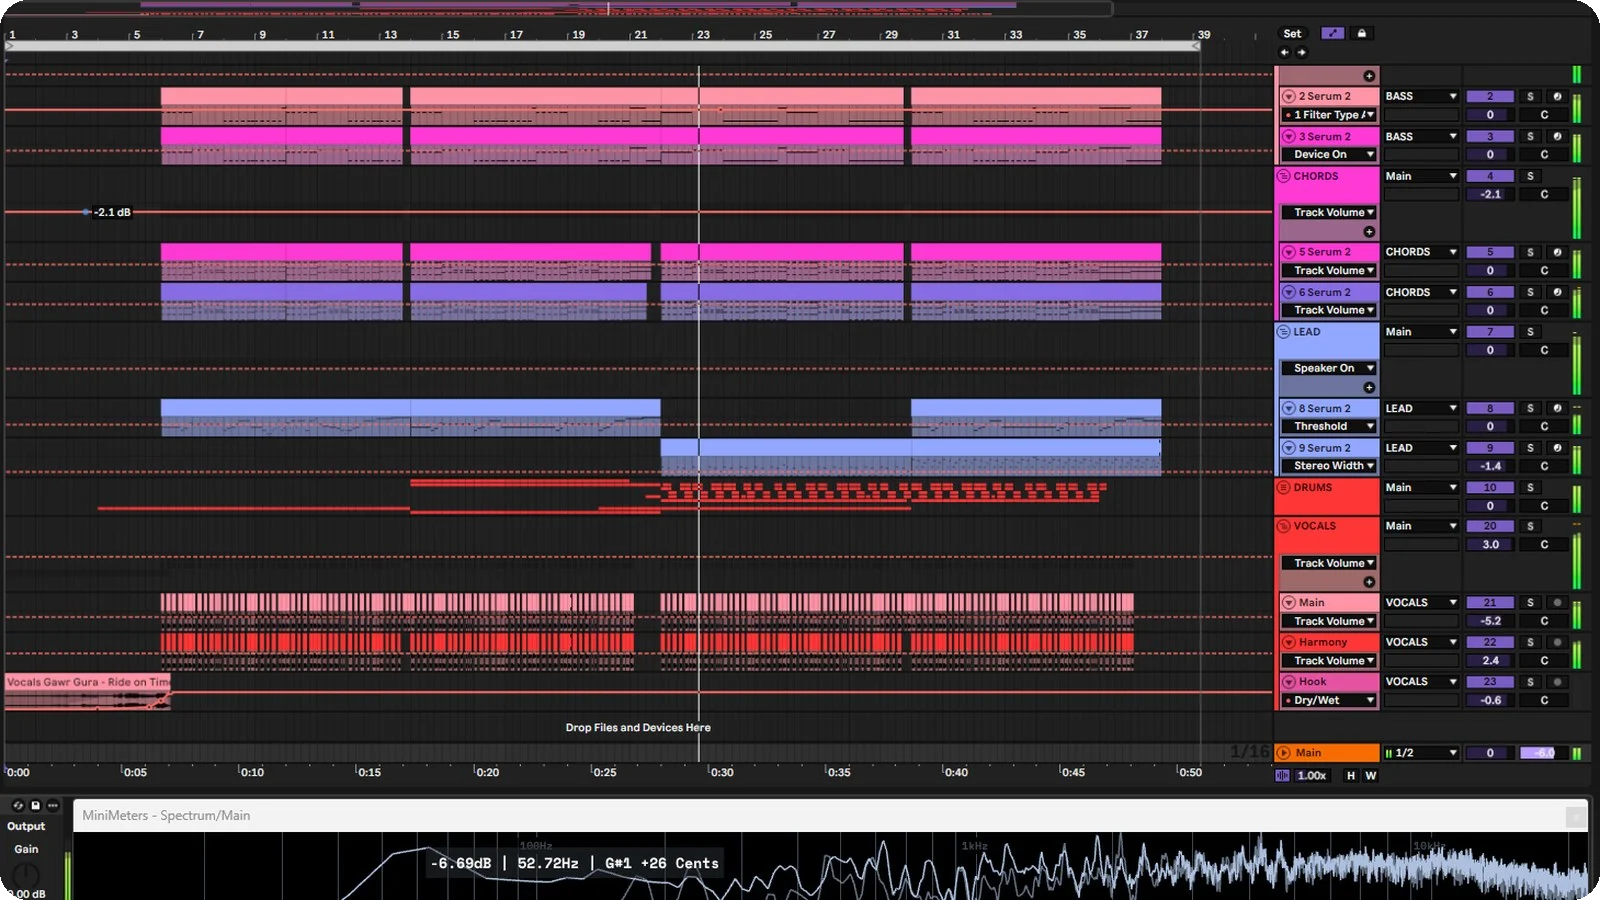 1 3 5 7 9 11 13 15 17 19 21 23 25 27 29 31 33 35 37 39 Set
2 Serum 2 BASS 2 S
1 Filter Type 0 C
3 Serum 2 BASS 3 S
Device On 0 C
CHORDS Main 4 S
-2.1 C
-2.1 dB Track Volume
5 Serum 2 CHORDS 5 S
Track Volume 0 C
6 Serum 2 CHORDS 6 S
Track Volume 0 C
LEAD Main 7 S
0 C
Speaker On
8 Serum 2 LEAD 8 S
Threshold 0 C
9 Serum 2 LEAD 9 S
Stereo Width -1.4 C
DRUMS Main 10 S
0 C
VOCALS Main 20 S
3.0 C
Track Volume
Main VOCALS 21 S
Track Volume -5.2 C
Harmony VOCALS 22 S
Track Volume 2.4 C
Vocals Gawr Gura - Ride on Time Hook VOCALS 23 S
Dry/Wet -0.6 C
Drop Files and Devices Here
1/16 Main 1/2 0 -6.0
0:00 0:05 0:10 0:15 0:20 0:25 0:30 0:35 0:40 0:45 0:50 1.00x H W
MiniMeters - Spectrum/Main
Output
Gain
100Hz 1kHz 10kHz
-6.69dB | 52.72Hz | G#1 +26 Cents
0.00 dB